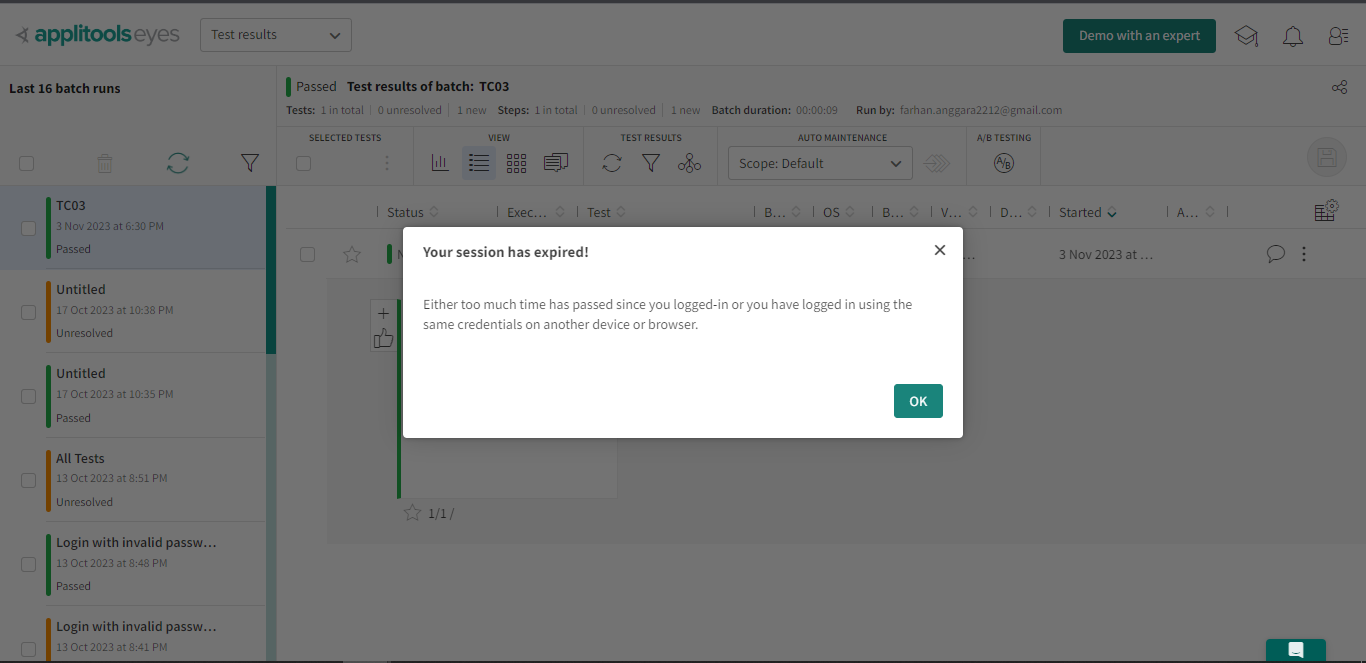 applitools eyes
Test results
Demo with an expert
Last 16 batch runs
Passed Test results of batch: TC03
Tests: 1 in total 0 unresolved 1 new Steps: 1 in total 0 unresolved 1 new Batch duration: 00:00:09 Run by: farhan.anggara2212@gmail.com
SELECTED TESTS VIEW TEST RESULTS AUTO MAINTENANCE A/B TESTING
Scope: Default A/B
Status Exec... Test B... OS B... V... D... Started A...
N
...
3 Nov 2023 at ...
TC03
3 Nov 2023 at 6:30 PM
Passed
Untitled
17 Oct 2023 at 10:38 PM
Unresolved
Untitled
17 Oct 2023 at 10:35 PM
Passed
All Tests
13 Oct 2023 at 8:51 PM
Unresolved
Login with invalid passw...
13 Oct 2023 at 8:48 PM
Passed
Login with invalid passw...
13 Oct 2023 at 8:41 PM
Your session has expired!
Either too much time has passed since you logged-in or you have logged in using the
same credentials on another device or browser.
OK
1/1 /